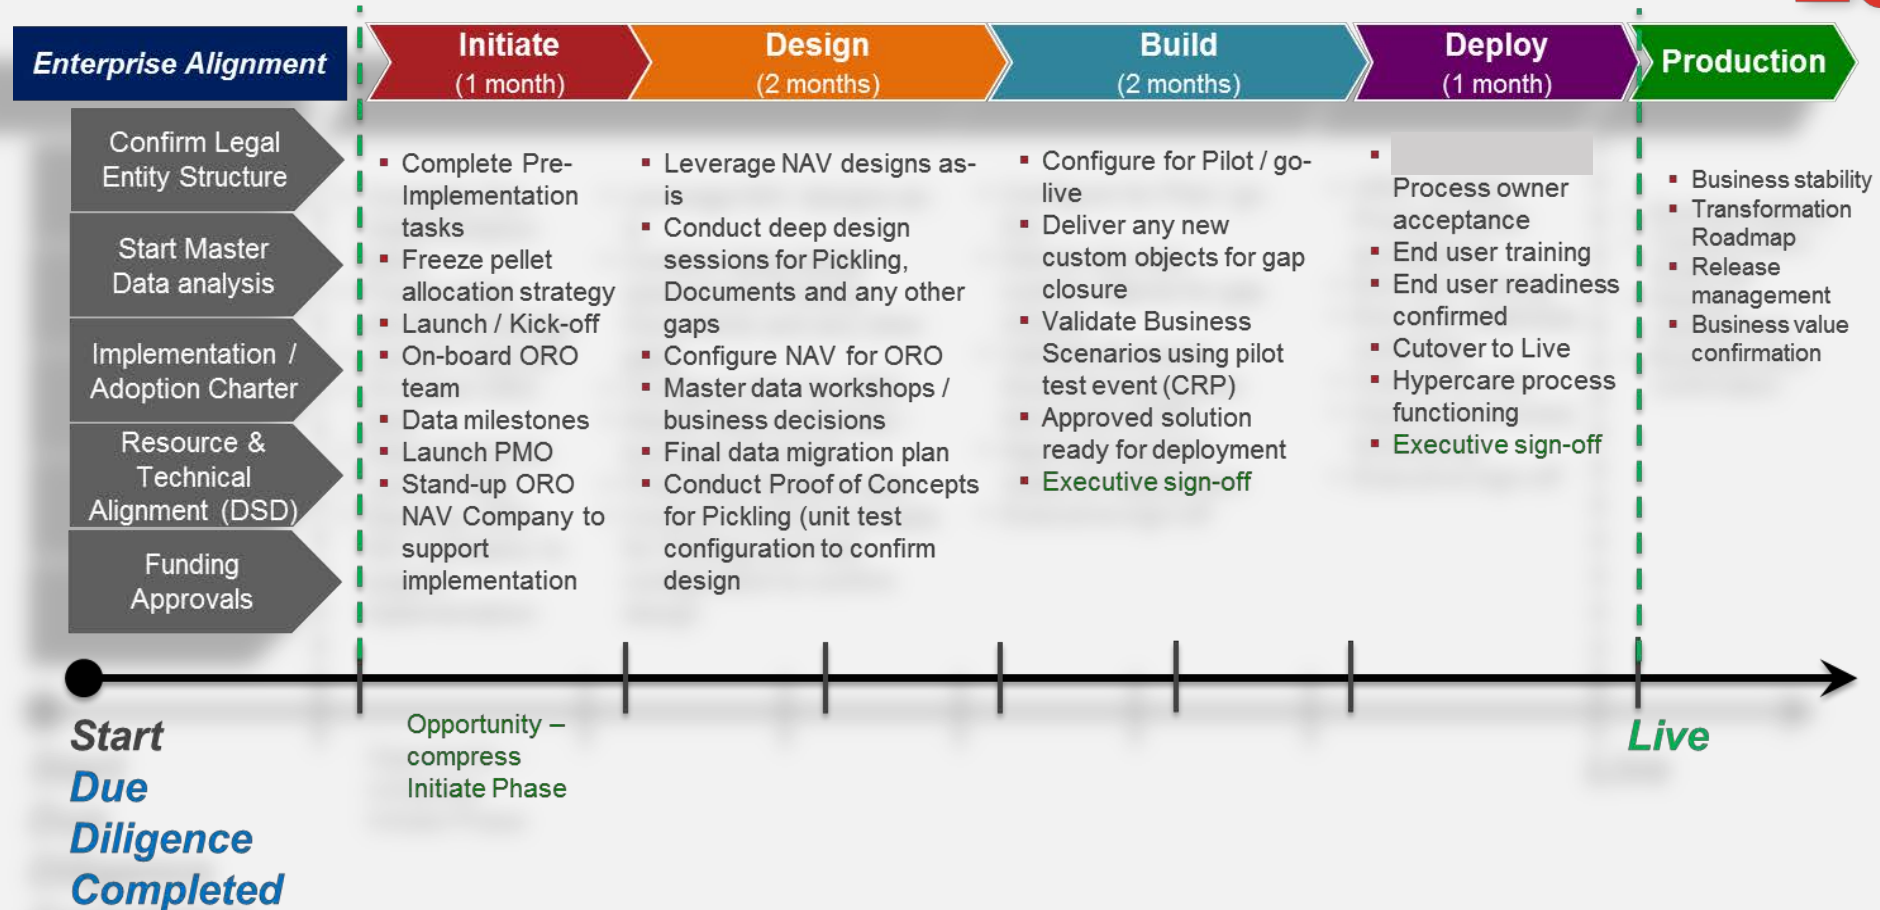 Enterprise Alignment
Initiate
(1 month)
Design
(2 months)
Build
(2 months)
Deploy
(1 month)
Production
Confirm Legal
Entity Structure
Start Master
Data analysis
Implementation /
Adoption Charter
Resource &
Technical
Alignment (DSD)
Funding
Approvals
▪ Complete Pre-
Implementation
tasks
▪ Freeze pellet
allocation strategy
▪ Launch / Kick-off
▪ On-board ORO
team
▪ Data milestones
▪ Launch PMO
▪ Stand-up ORO
NAV Company to
support
implementation
▪ Leverage NAV designs as-
is
▪ Conduct deep design
sessions for Pickling,
Documents and any other
gaps
▪ Configure NAV for ORO
▪ Master data workshops /
business decisions
▪ Final data migration plan
▪ Conduct Proof of Concepts
for Pickling (unit test
configuration to confirm
design
▪ Configure for Pilot / go-
live
▪ Deliver any new
custom objects for gap
closure
▪ Validate Business
Scenarios using pilot
test event (CRP)
▪ Approved solution
ready for deployment
▪ Executive sign-off
▪
Process owner
acceptance
▪ End user training
▪ End user readiness
confirmed
▪ Cutover to Live
▪ Hypercare process
functioning
▪ Executive sign-off
▪ Business stability
▪ Transformation
Roadmap
▪ Release
management
▪ Business value
confirmation
Start
Due
Diligence
Completed
Opportunity –
compress
Initiate Phase
Live